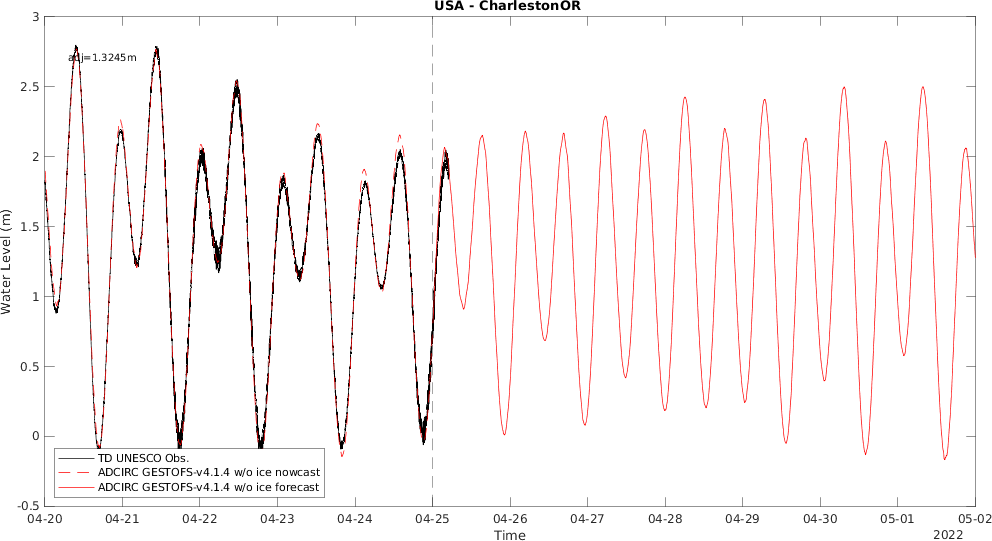 USA - CharlestonOR
3
2.5
2
1.5
1
0.5
0
-0.5
Water Level (m)
adj=1.3245m
TD UNESCO Obs.
ADCIRC GESTOFS-v4.1.4 w/o ice nowcast
ADCIRC GESTOFS-v4.1.4 w/o ice forecast
04-20 04-21 04-22 04-23 04-24 04-25 04-26 04-27 04-28 04-29 04-30 05-01 05-02
Time
2022